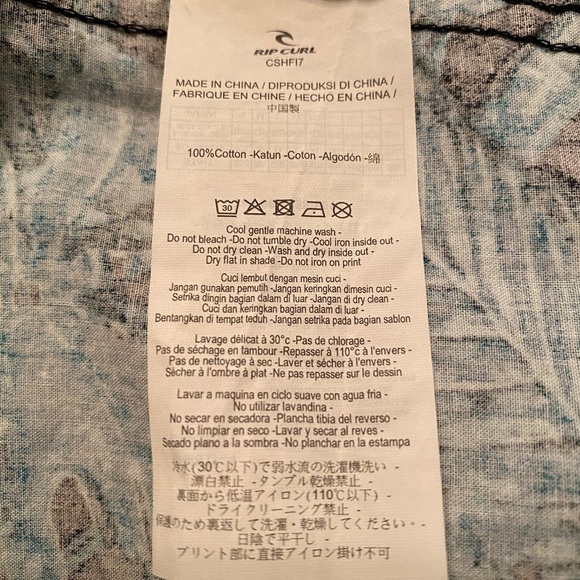 RIP CURL
CSHFI7
MADE IN CHINA / DIPRODUKSI DI CHINA /
FABRIQUE EN CHINE / HECHO EN CHINA /
中国製
100%Cotton -Katun -Coton -Algodón -綿
30
Cool gentle machine wash -
Do not bleach -Do not tumble dry -Cool iron inside out -
Do not dry clean -Wash and dry inside out -
Dry flat in shade -Do not iron on print
Cuci lembut dengan mesin cuci -
Jangan gunakan pemutih -Jangan keringkan dimesin cuci -
Setrika dingin bagian dalam di luar -Jangan di dry clean -
Cuci dan keringkan bagian dalam di luar -
Bentangkan di tempat teduh -Jangan setrika pada bagian sablon
Lavage délicat à 30°c -Pas de chlorage -
Pas de séchage en tambour -Repasser à 110°c à l'envers -
Pas de nettoyage à sec -Laver et sécher à l'envers -
Sécher à l'ombre à plat -Ne pas repasser sur le dessin
Lavar a maquina en ciclo suave con agua fria -
No utilizar lavandina -
No secar en secadora -Plancha tibia del reverso -
No limpiar en seco -Lavar y secar al reves -
Secado plano a la sombra -No planchar en la estampa
冷水(30℃以下)で弱水流の洗濯機洗い -
漂白禁止 -タンブル乾燥禁止 -
裏面から低温アイロン(110℃以下) -
ドライクリーニング禁止 -
保護のため裏返して洗濯・乾燥してください -
日陰で平干し -
プリント部に直接アイロン掛け不可